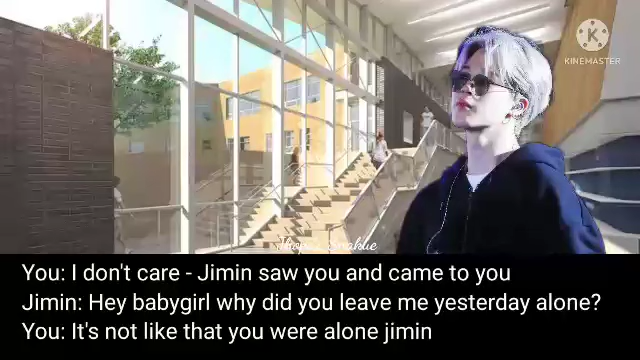 KINEMASTER
You: I don't care - Jimin saw you and came to you
Jimin: Hey babygirl why did you leave me yesterday alone?
You: It's not like that you were alone jimin